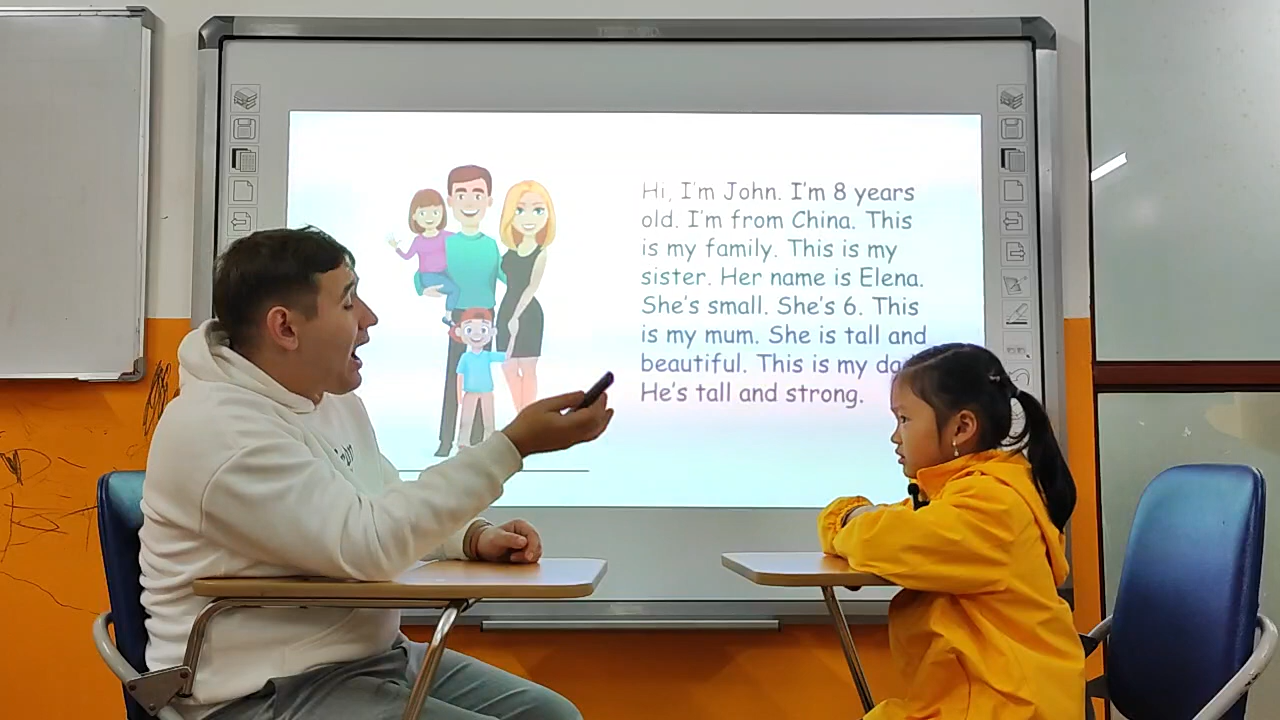 Hi, I'm John. I'm 8 years
old. I'm from China. This
is my family. This is my
sister. Her name is Elena.
She's small. She's 6. This
is my mum. She is tall and
beautiful. This is my
He's tall and strong.